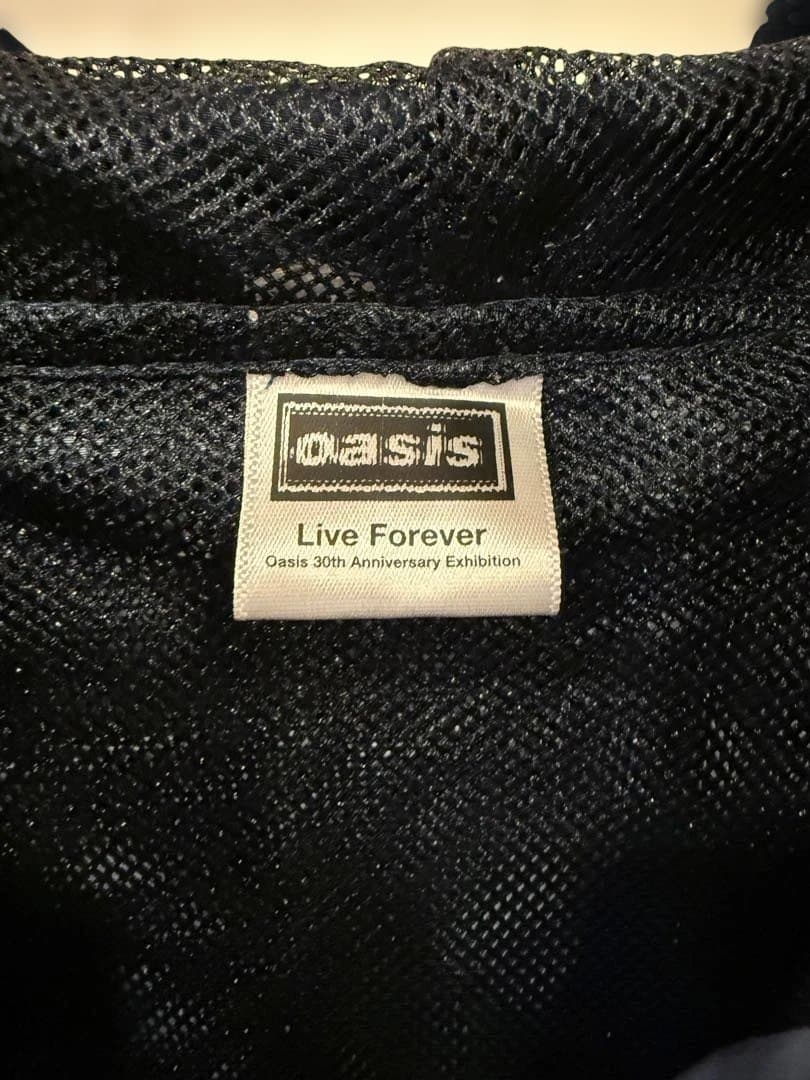 oasis
Live Forever
Oasis 30th Anniversary Exhibition